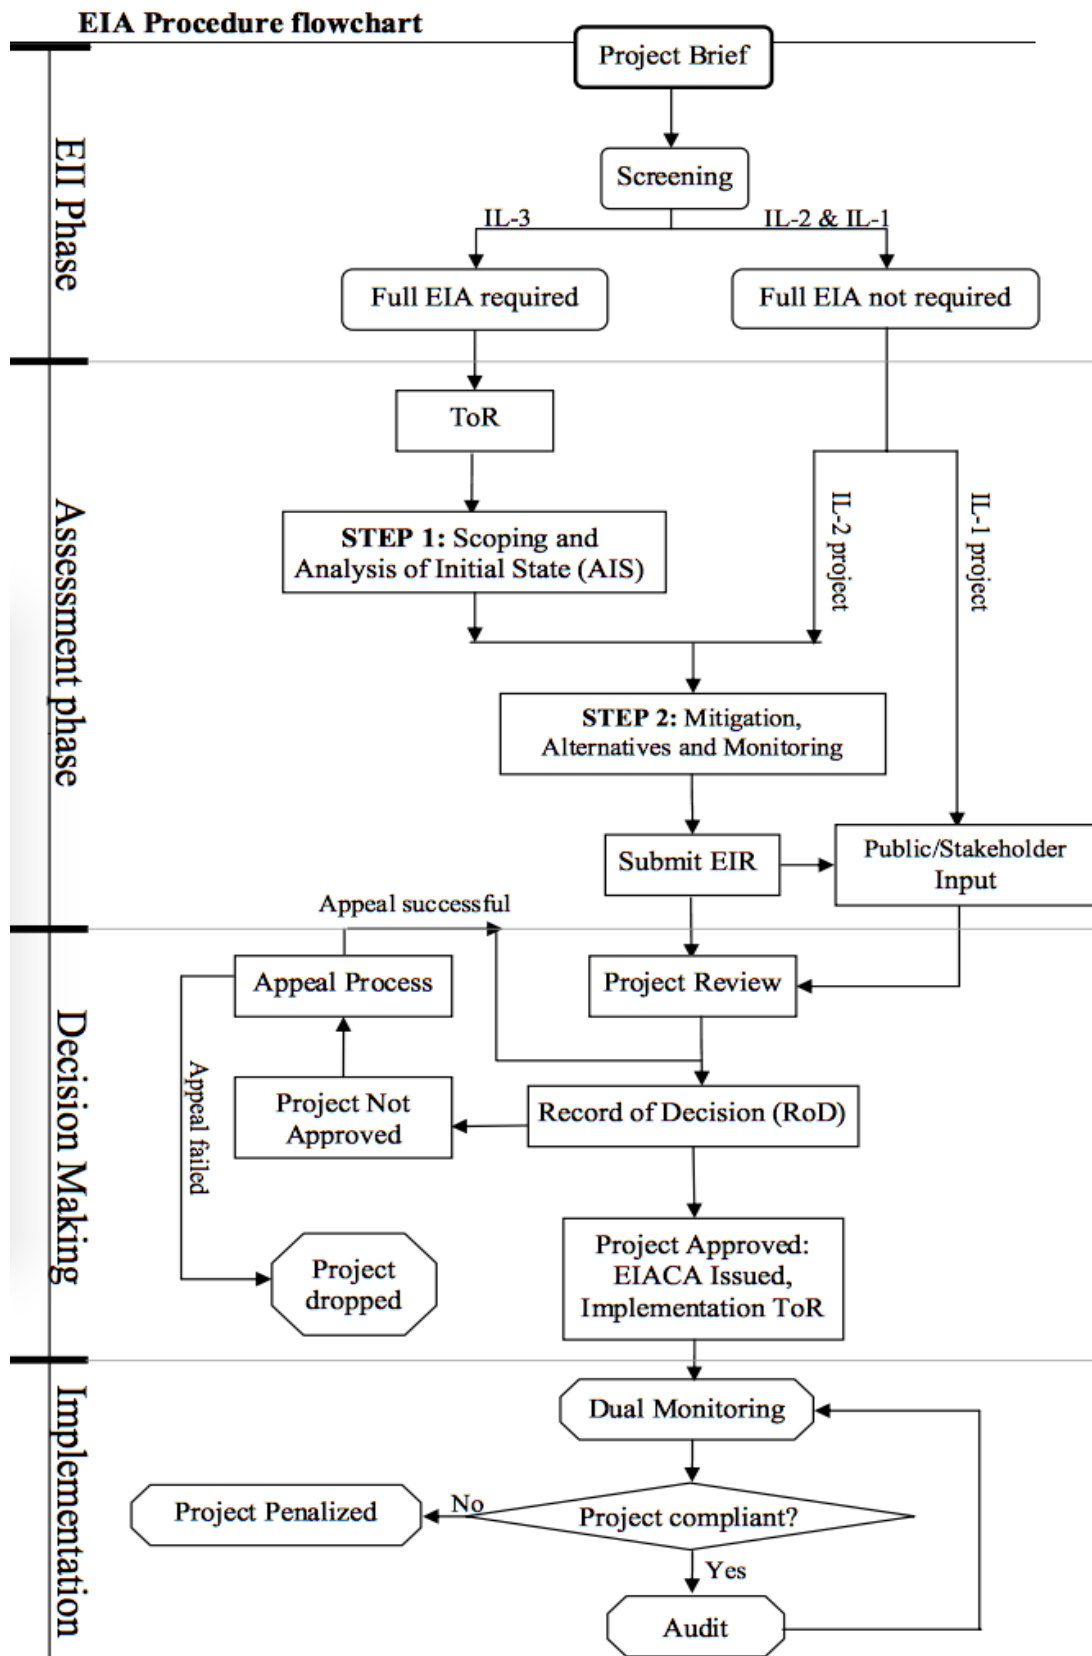 EIA Procedure flowchart
Project Brief
EII Phase
Screening
IL-3
IL-2 & IL-1
Full EIA required
Full EIA not required
Assessment phase
ToR
IL-2 project
IL-1 project
STEP 1: Scoping and
Analysis of Initial State (AIS)
STEP 2: Mitigation,
Alternatives and Monitoring
Submit EIR
Public/Stakeholder
Input
Appeal successful
Decision Making
Appeal Process
Project Review
Appeal failed
Project Not
Approved
Record of Decision (RoD)
Project
dropped
Project Approved:
EIACA Issued,
Implementation ToR
Implementation
Dual Monitoring
Project Penalized
No
Project compliant?
Yes
Audit